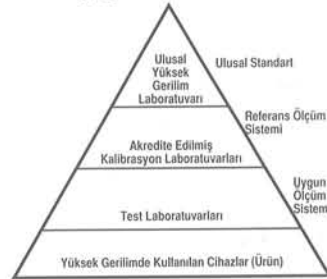 Ulusal
Yüksek
Gerilim
Laboratuvarı
Ulusal Standart
Referans Ölçüm
Sistemi
Akredite Edilmiş
Kalibrasyon Laboratuvarları
Uygun
Ölçüm
Sistem
Test Laboratuvarları
Yüksek Gerilimde Kullanılan Cihazlar (Ürün)